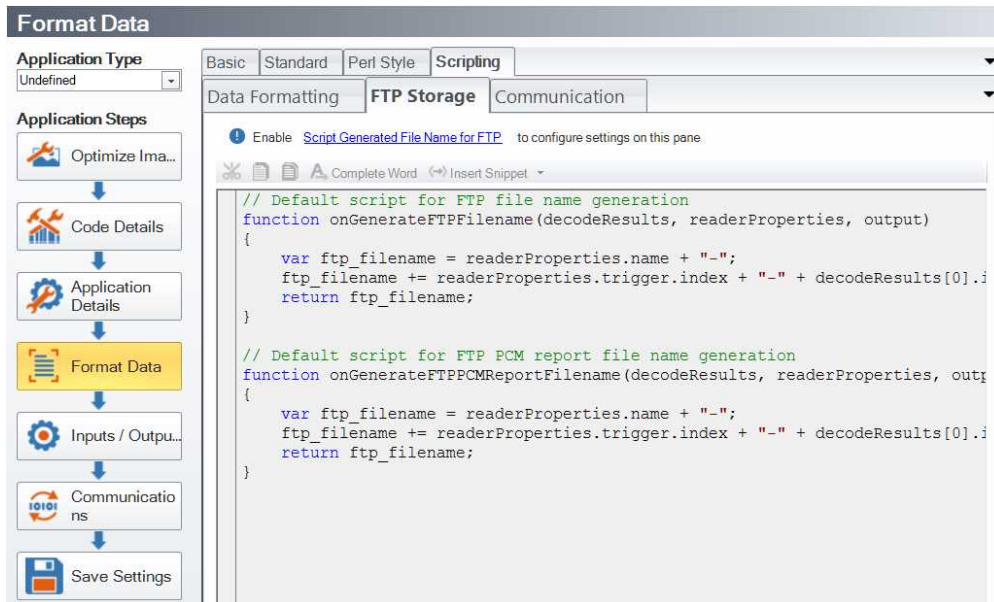 Format Data
Application Type
Undefined
Application Steps
Optimize Ima...
Code Details
Application
Details
Format Data
Inputs / Outpu...
Communicatio
ns
Save Settings
Basic Standard Perl Style Scripting
Data Formatting FTP Storage Communication
Enable Script Generated File Name for FTP to configure settings on this pane
Complete Word Insert Snippet
// Default script for FTP file name generation
function onGenerateFTPFilename(decodeResults, readerProperties, output)
{
var ftp_filename = readerProperties.name + "-";
ftp_filename += readerProperties.trigger.index + "-" + decodeResults[0].i
return ftp_filename;
}
// Default script for FTP PCM report file name generation
function onGenerateFTPPCMReportFilename(decodeResults, readerProperties, outp
{
var ftp_filename = readerProperties.name + "-";
ftp_filename += readerProperties.trigger.index + "-" + decodeResults[0].i
return ftp_filename;
}